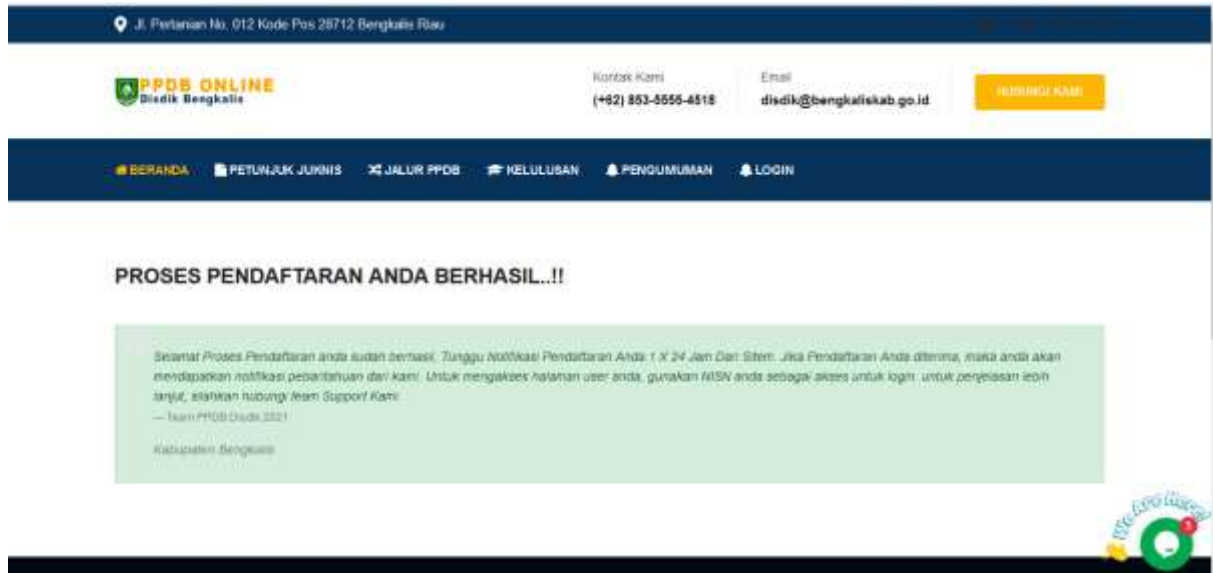 Jl. Pertanian No. 012 Kode Pos 28712 Bengkalis Riau
PPDB ONLINE
Disdik Bengkalis
Kontak Kami
(+62) 853-5555-4518
Email
disdik@bengkaliskab.go.id
HUBUNGI KAMI
BERANDA
PETUNJUK JUKNIS
JALUR PPDB
KELULUSAN
PENGUMUMAN
LOGIN
PROSES PENDAFTARAN ANDA BERHASIL..!!
Selamat Proses Pendaftaran anda sudah berhasil, Tunggu Notifikasi Pendaftaran Anda 1 X 24 Jam Dari Sitem. Jika Pendaftaran Anda diterima, maka anda akan
mendapatkan notifikasi pebaritahuan dari kami. Untuk mengakses halaman user anda, gunakan NISN anda sebagai akses untuk login. untuk penjelasan lebih
lanjut, silahkan hubungi team Support Kami.
— Team PPDB Disdik 2021
Kabupaten Bengkalis